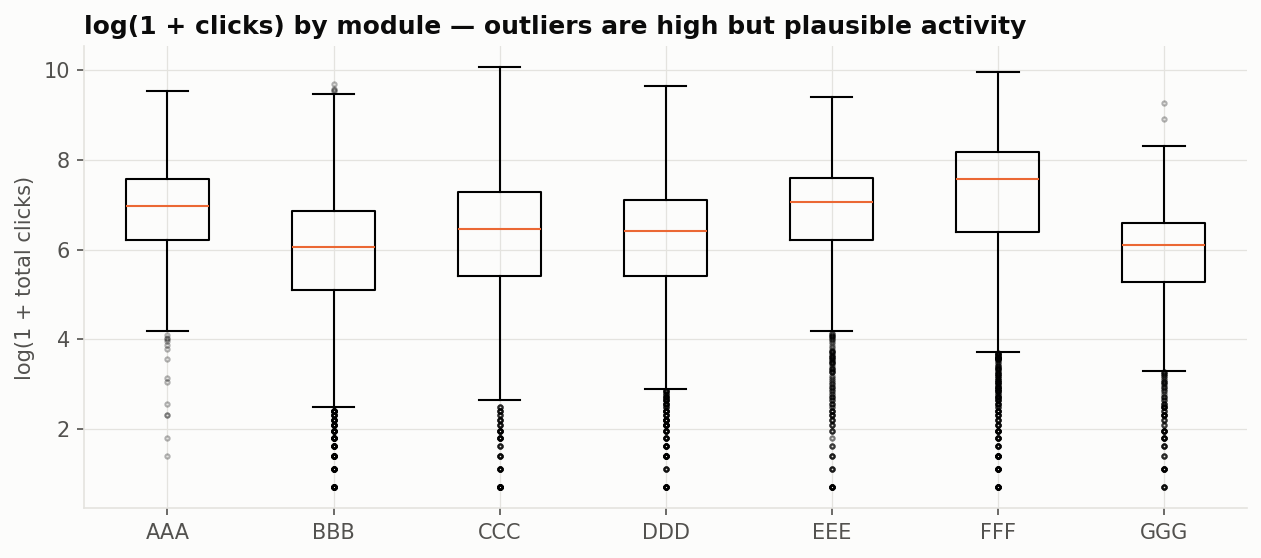 log(1 + clicks) by module — outliers are high but plausible activity
log(1 + total clicks)
10
8
6
4
2
AAA BBB CCC DDD EEE FFF GGG